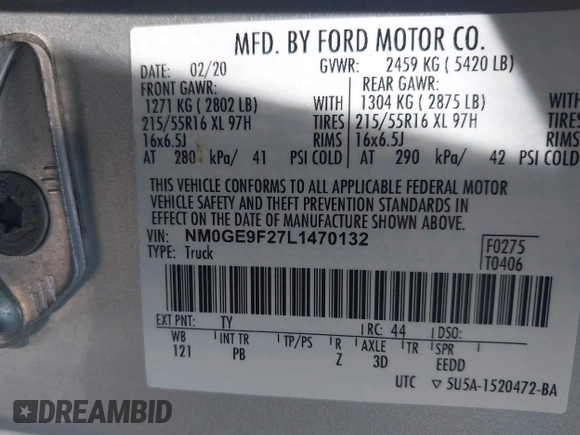 MFD. BY FORD MOTOR CO.
DATE: 02/20 GVWR: 2459 KG ( 5420 LB)
FRONT GAWR: REAR GAWR:
1271 KG ( 2802 LB) WITH 1304 KG ( 2875 LB) WITH
215/55R16 XL 97H TIRES 215/55R16 XL 97H TIRES
16x6.5J RIMS 16x6.5J RIMS
AT 280 kPa/ 41 PSI COLD AT 290 kPa/ 42 PSI COLD
THIS VEHICLE CONFORMS TO ALL APPLICABLE FEDERAL MOTOR
VEHICLE SAFETY AND THEFT PREVENTION STANDARDS IN
EFFECT ON THE DATE OF MANUFACTURE SHOWN ABOVE.
VIN: NM0GE9F27L1470132 F0275
TYPE: Truck T0406
EXT PNT: TY RC: 44 DSO:
WB INT TR TP/PS R AXLE TR SPR
121 PB Z 3D EEDD
UTC ▽ 5U5A-1520472-BA
DREAMBID